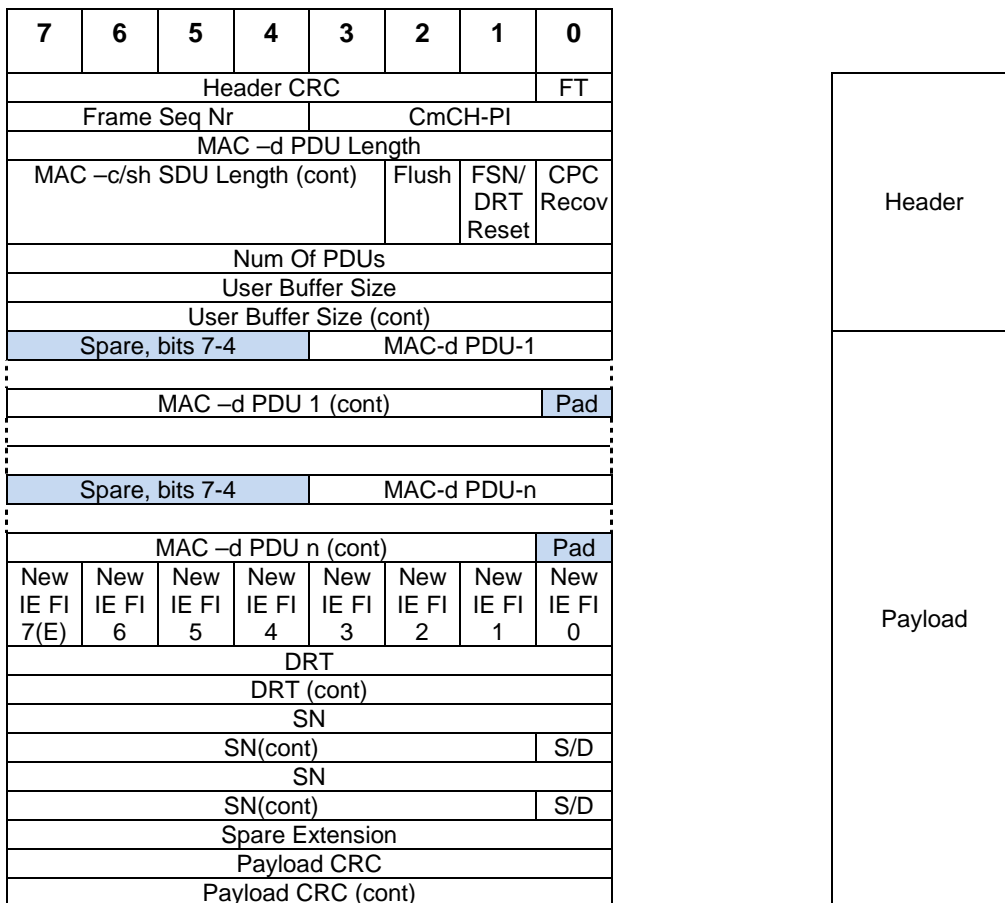 7 6 5 4 3 2 1 0
Header CRC FT
Frame Seq Nr CmCH-PI
MAC –d PDU Length
MAC –c/sh SDU Length (cont) Flush FSN/ CPC
DRT Recov
Reset
Header
Num Of PDUs
User Buffer Size
User Buffer Size (cont)
Spare, bits 7-4 MAC-d PDU-1
MAC –d PDU 1 (cont) Pad
Spare, bits 7-4 MAC-d PDU-n
MAC –d PDU n (cont) Pad
New New New New New New New New
IE FI IE FI IE FI IE FI IE FI IE FI IE FI IE FI
7(E) 6 5 4 3 2 1 0
Payload
DRT
DRT (cont)
SN
SN(cont) S/D
SN
SN(cont) S/D
Spare Extension
Payload CRC
Payload CRC (cont)